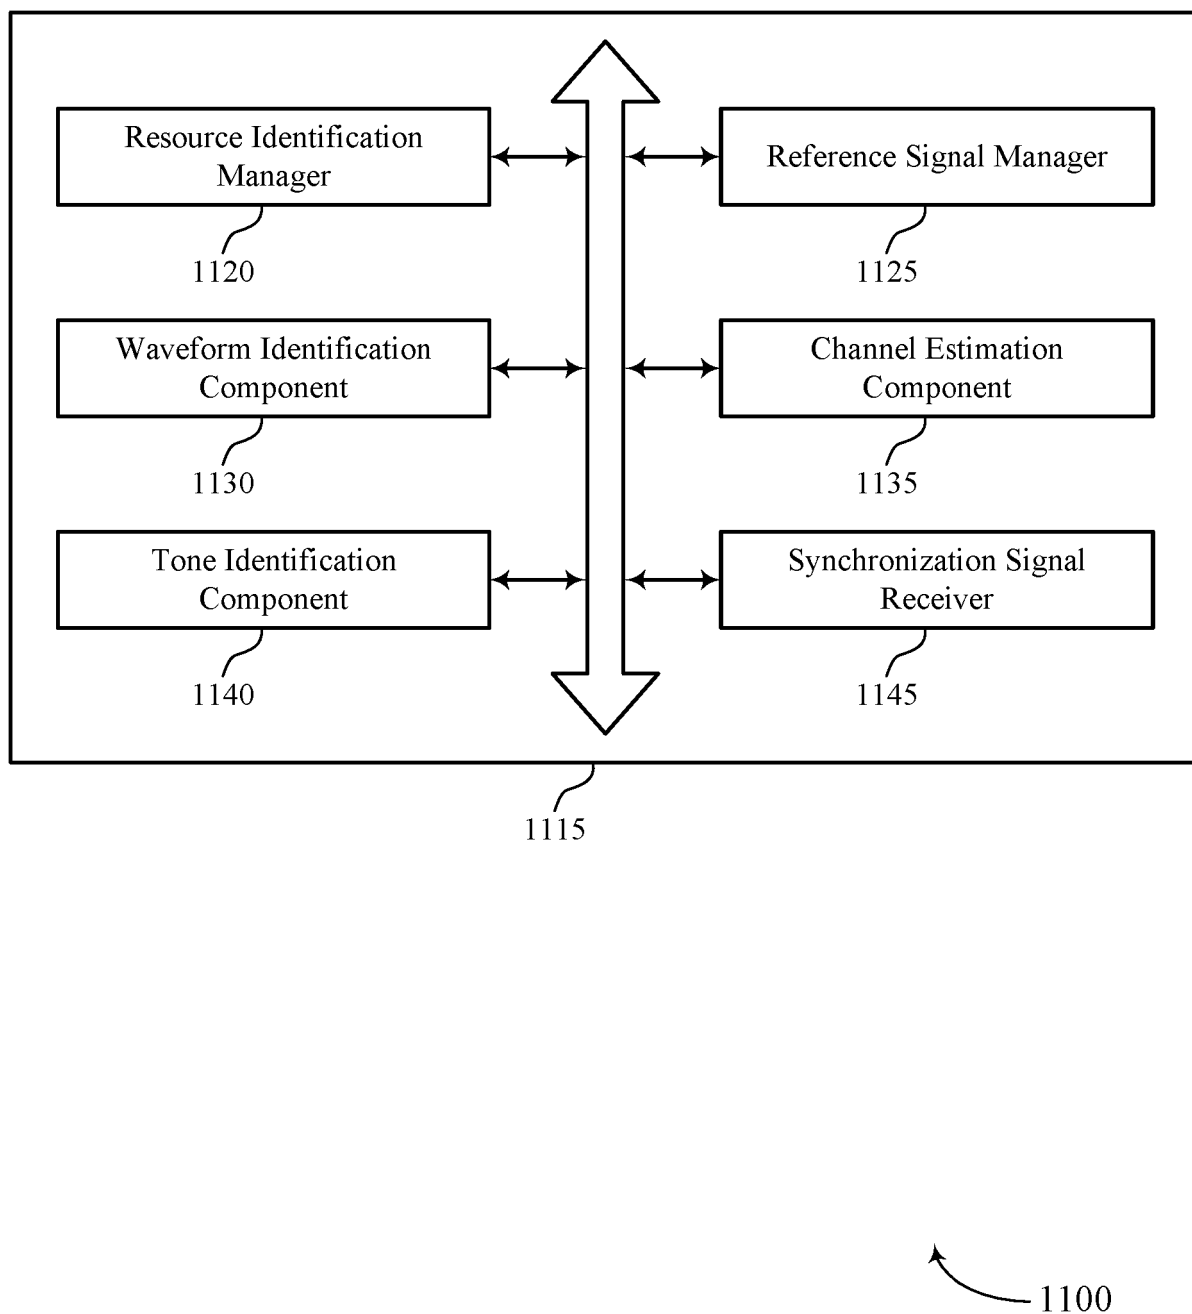 Resource Identification
Manager
1120
Reference Signal Manager
1125
Waveform Identification
Component
1130
Channel Estimation
Component
1135
Tone Identification
Component
1140
Synchronization Signal
Receiver
1145
1115
1100